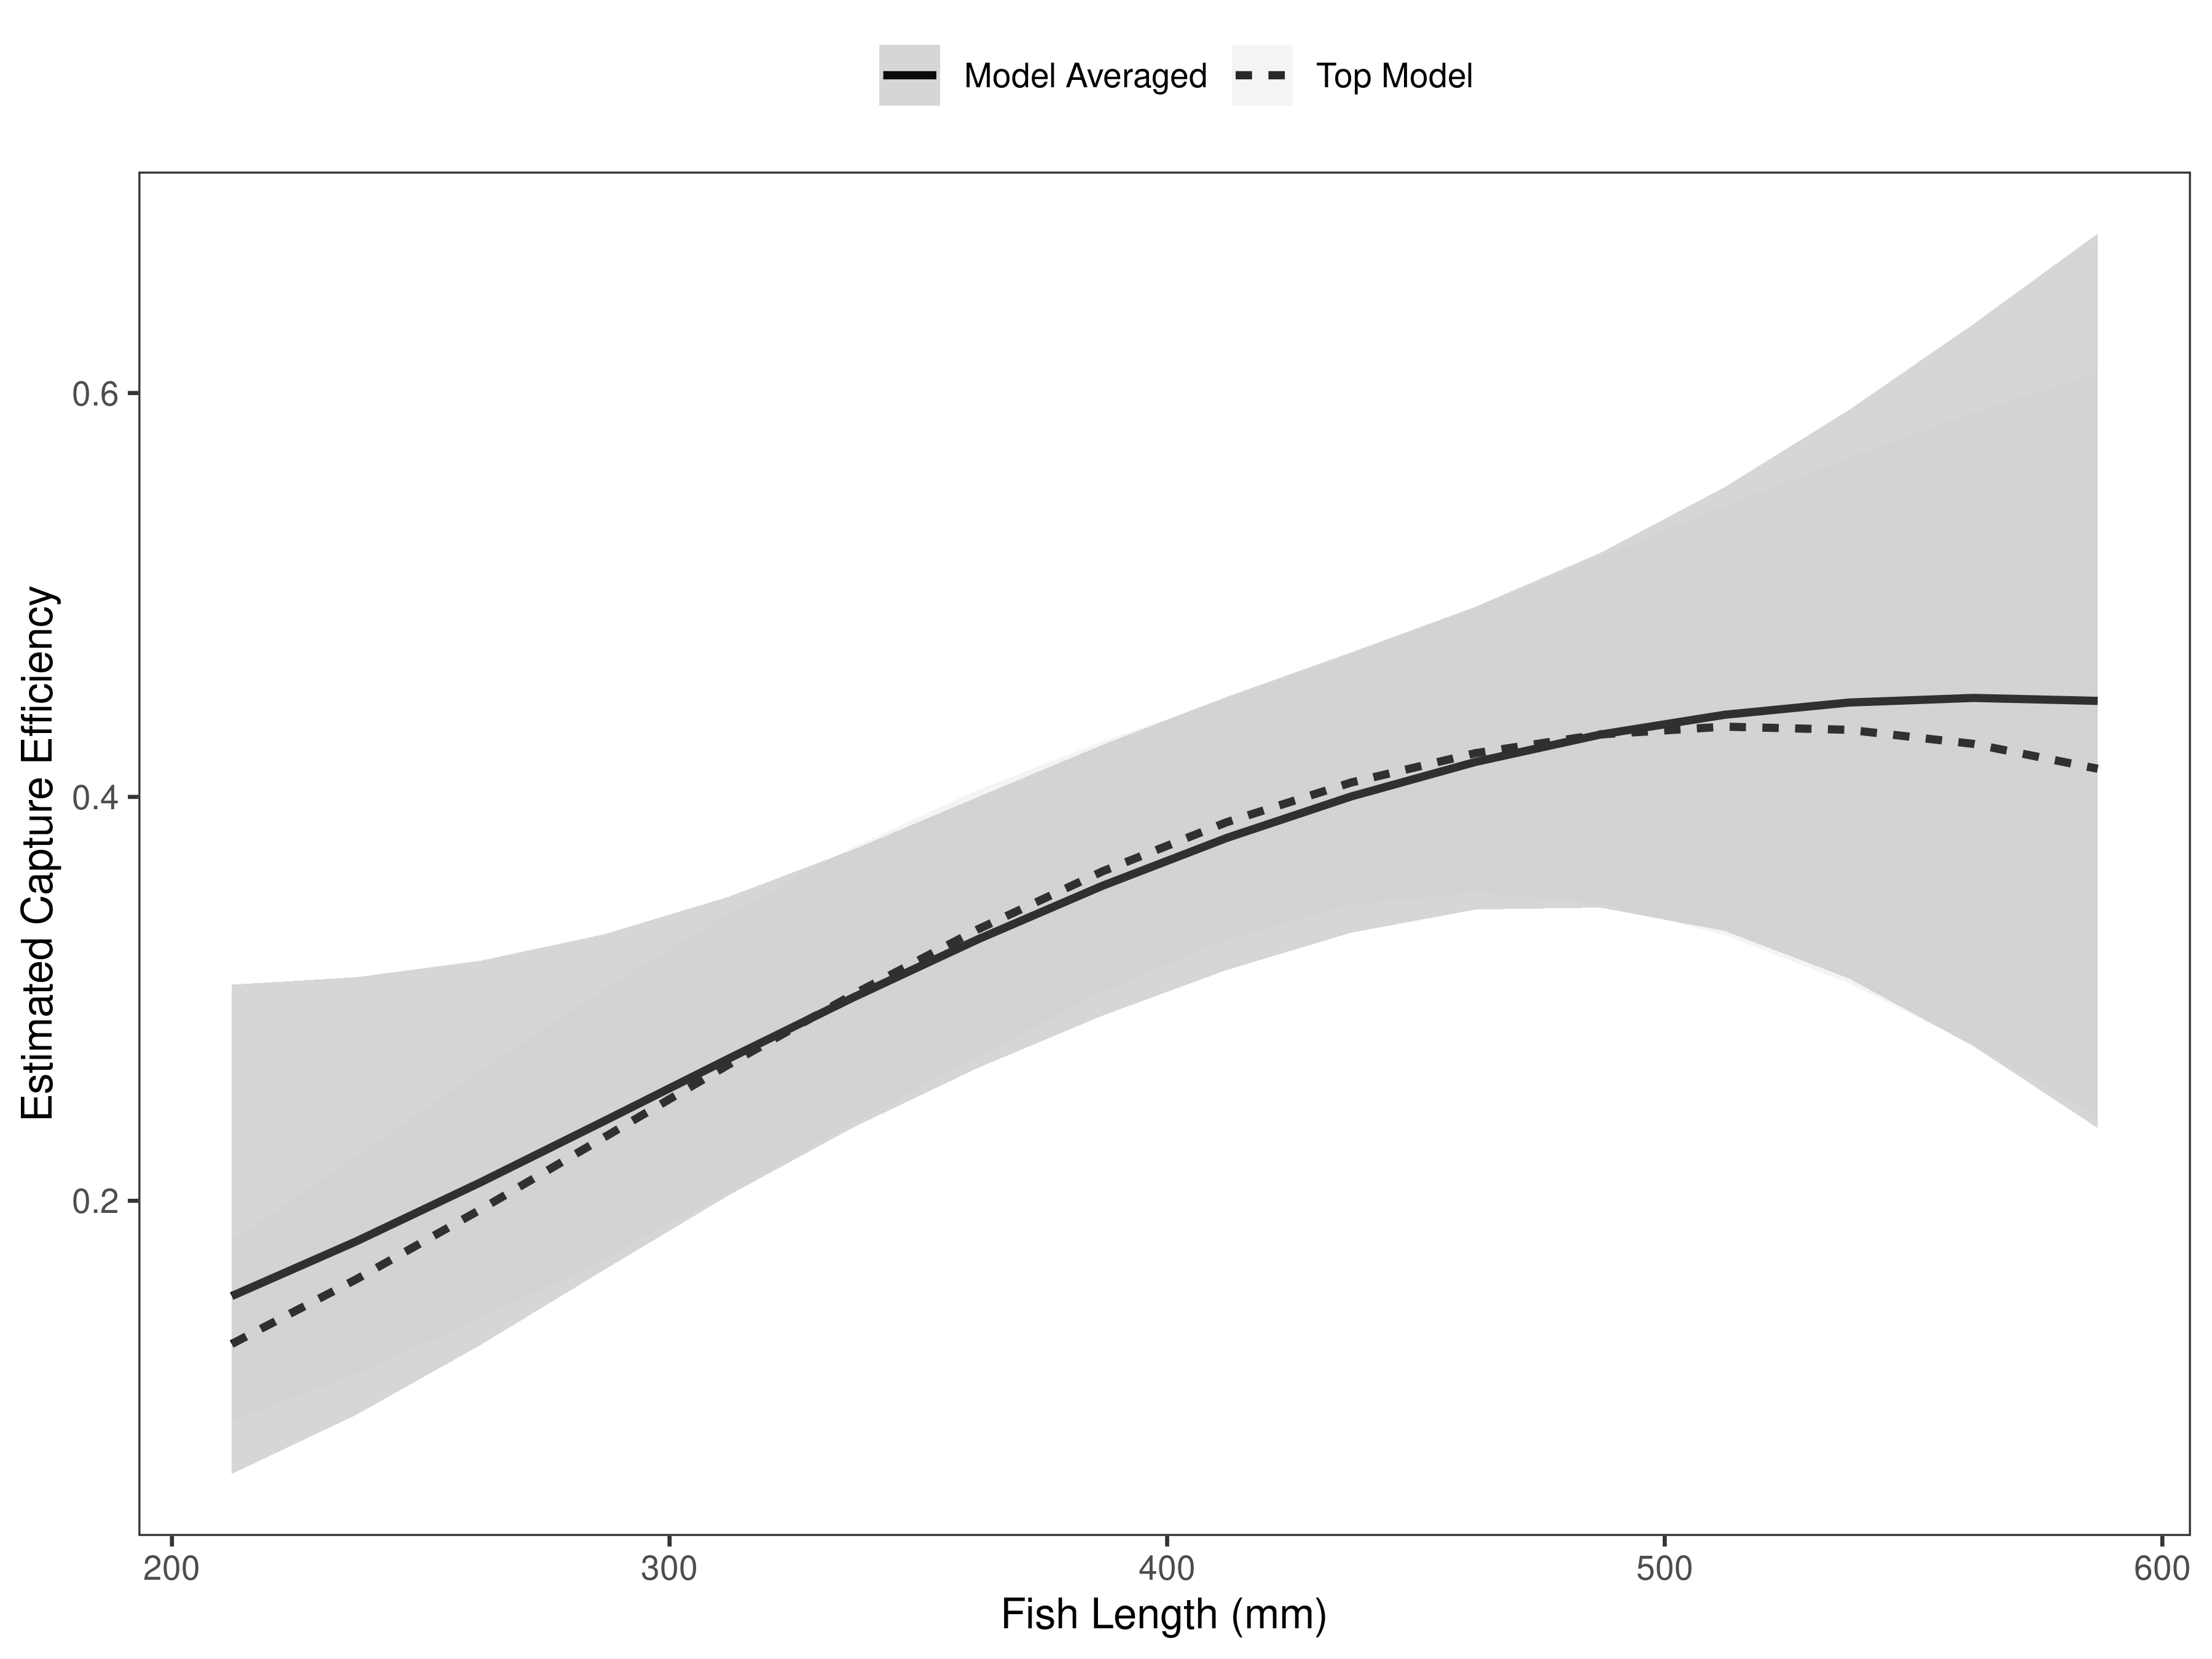 Model Averaged
Top Model
Estimated Capture Efficiency
0.6
0.4
0.2
200
300
400
500
600
Fish Length (mm)